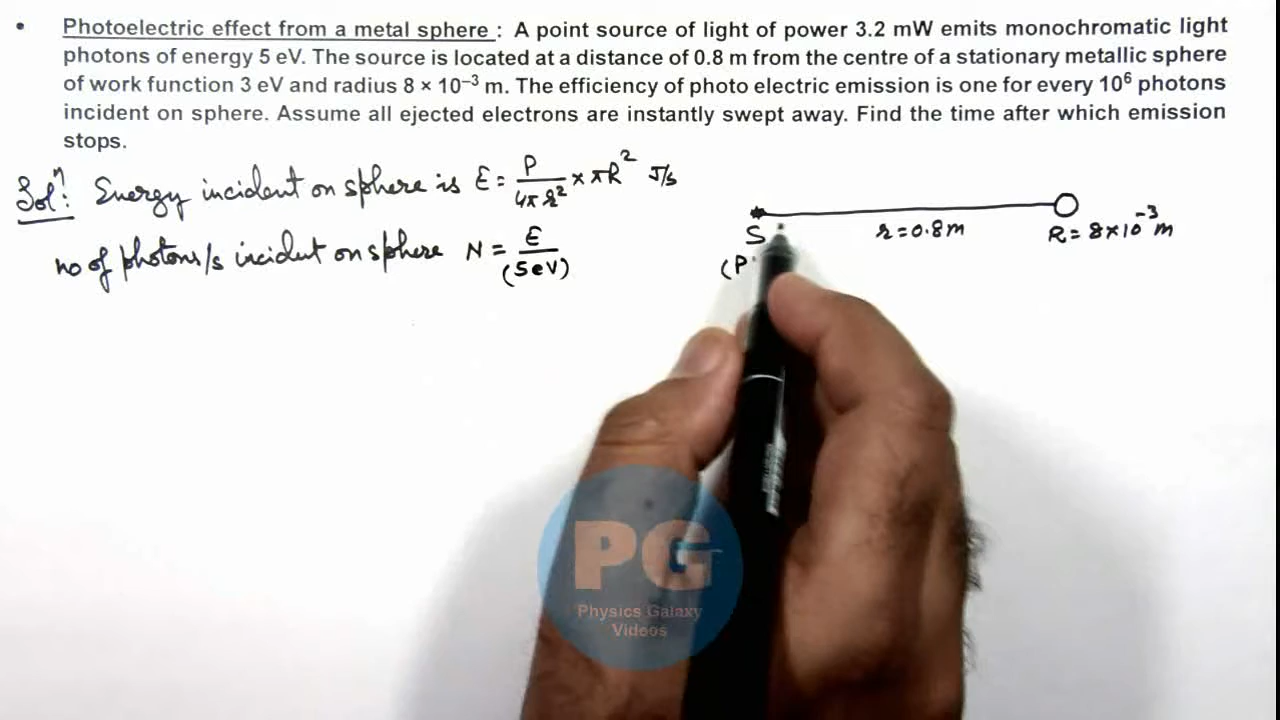 • Photoelectric effect from a metal sphere : A point source of light of power 3.2 mW emits monochromatic light
photons of energy 5 eV. The source is located at a distance of 0.8 m from the centre of a stationary metallic sphere
of work function 3 eV and radius 8 × 10⁻³ m. The efficiency of photo electric emission is one for every 10⁶ photons
incident on sphere. Assume all ejected electrons are instantly swept away. Find the time after which emission
stops.
Solⁿ: Energy incident on sphere is E = P/4πr² × πR² J/s
no of photons/s incident on sphere N = E/(5eV)
S
r = 0.8m
R = 8×10⁻³m
(P
PG
Physics Galaxy
Videos